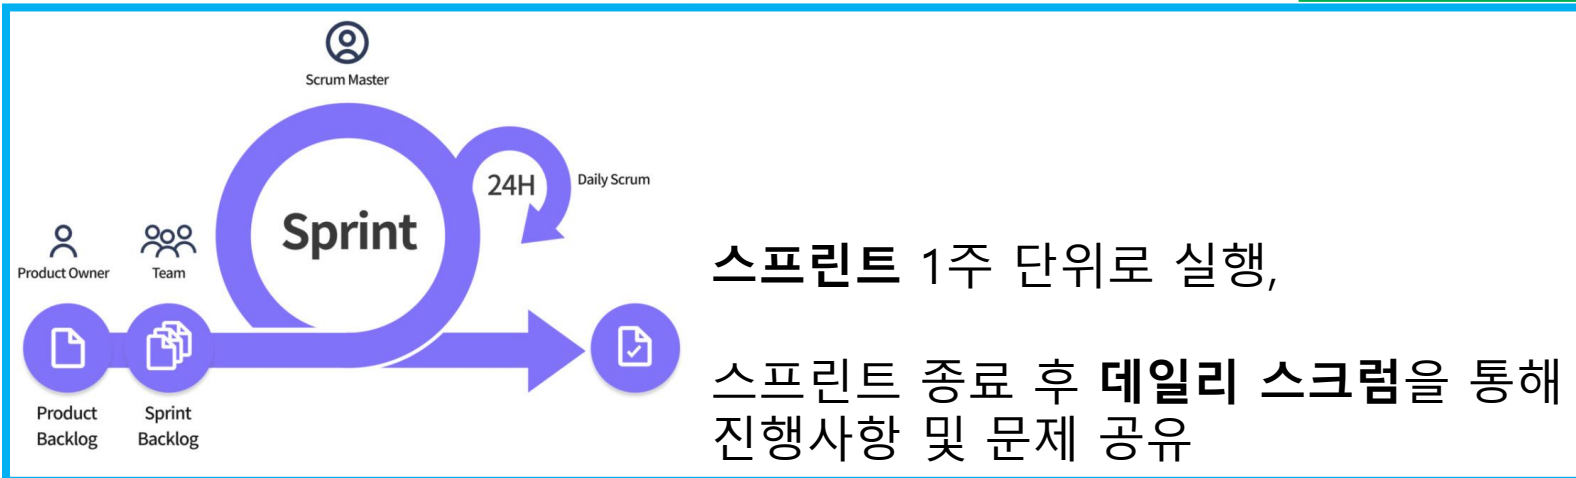 Scrum Master
Sprint
24H
Daily Scrum
Product Owner
Team
Product
Backlog
Sprint
Backlog
스프린트 1주 단위로 실행,
스프린트 종료 후 데일리 스크럼을 통해
진행사항 및 문제 공유